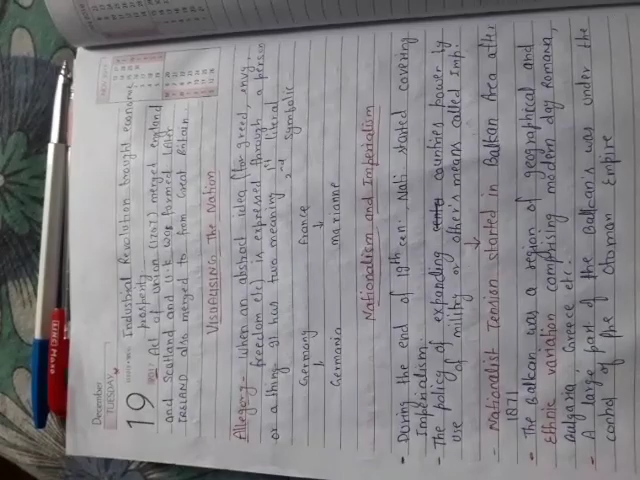 December
TUESDAY
19
Industrial Revolution brought economic
prosperity
Act of Union (1707) merged england
and Scotland and U.K was formed Later
IRELAND also merged to from Great Britain.
VISUALISING The Nation
Allegory- When an abstract idea (for greed, envy,
freedom etc) is expressed through a person
or a thing. It has two meaning 1st literal
2nd symbolic
Germany France
Germania Marianne
Nationalism and Imperialism
- During the end of 19th cen. Nati. started covering
Imperialism.
- The policy of expanding countries power by
use of military or other's means called Imp.
- Nationalist Tension started in Balkan Area after
1871
- The Balkan was a region of geographical and
Ethnic variation comprising modern day Romana,
Bulgaria Greece etc.
- A large part of the Balkan's was under the
control of the Otoman Empire